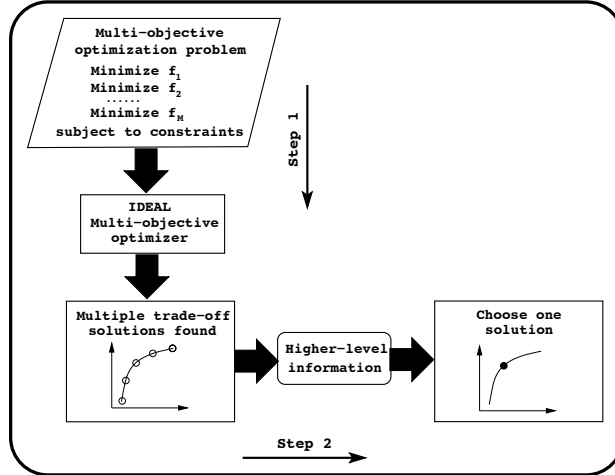 Multi-objective
optimization problem
Minimize f1
Minimize f2
......
Minimize fM
subject to constraints
Step 1
IDEAL
Multi-objective
optimizer
Multiple trade-off
solutions found
Higher-level
information
Choose one
solution
Step 2